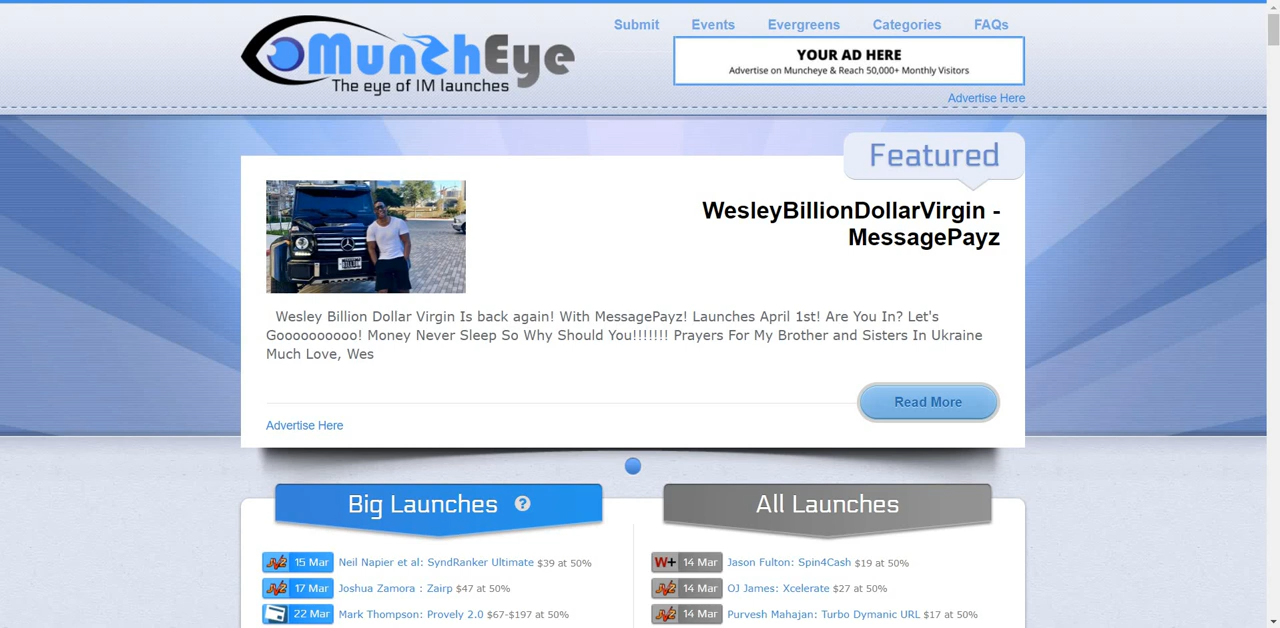 Submit Events Evergreens Categories FAQs
MunchEye
The eye of IM launches
YOUR AD HERE
Advertise on Muncheye & Reach 50,000+ Monthly Visitors
Advertise Here
Featured
WesleyBillionDollarVirgin -
MessagePayz
Wesley Billion Dollar Virgin Is back again! With MessagePayz! Launches April 1st! Are You In? Let's
Goooooooooo! Money Never Sleep So Why Should You!!!!!!! Prayers For My Brother and Sisters In Ukraine
Much Love, Wes
Read More
Advertise Here
Big Launches ?
JVZ 15 Mar Neil Napier et al: SyndRanker Ultimate $39 at 50%
JVZ 17 Mar Joshua Zamora : Zairp $47 at 50%
22 Mar Mark Thompson: Provely 2.0 $67-$197 at 50%
All Launches
W+ 14 Mar Jason Fulton: Spin4Cash $19 at 50%
JVZ 14 Mar OJ James: Xcelerate $27 at 50%
JVZ 14 Mar Purvesh Mahajan: Turbo Dymanic URL $17 at 50%